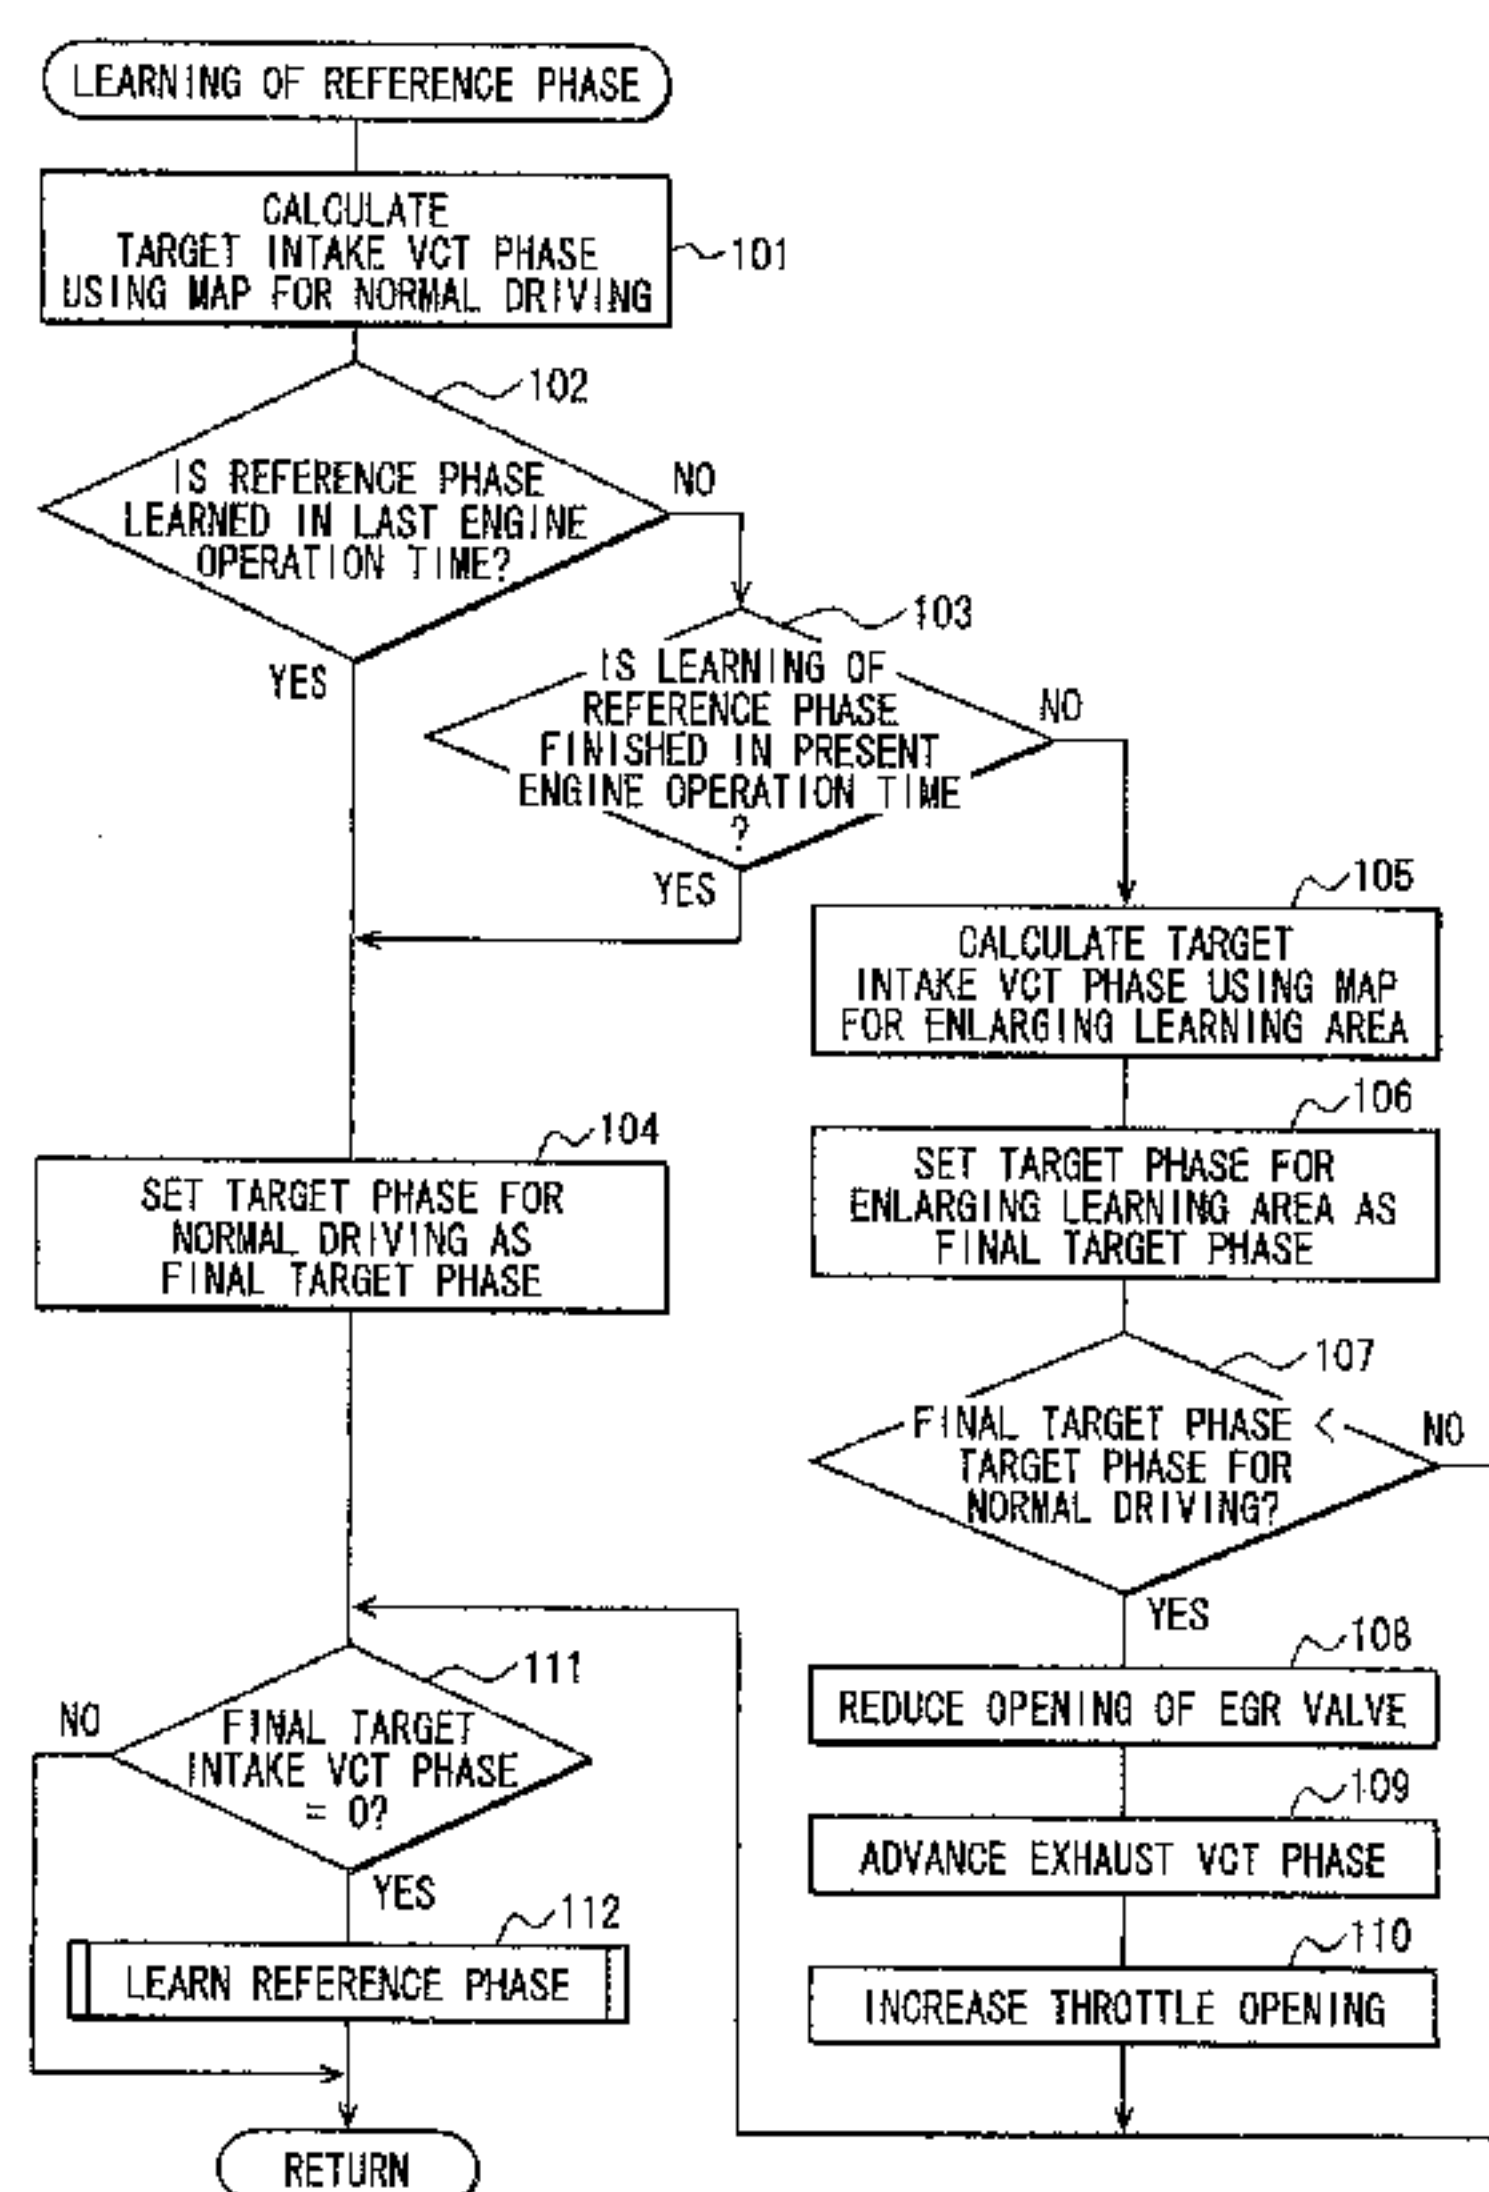 LEARNING OF REFERENCE PHASE
CALCULATE
TARGET INTAKE VCT PHASE
USING MAP FOR NORMAL DRIVING
101
102
IS REFERENCE PHASE
LEARNED IN LAST ENGINE
OPERATION TIME?
NO
YES
103
IS LEARNING OF
REFERENCE PHASE
FINISHED IN PRESENT
ENGINE OPERATION TIME
?
NO
YES
105
CALCULATE TARGET
INTAKE VCT PHASE USING MAP
FOR ENLARGING LEARNING AREA
104
SET TARGET PHASE FOR
NORMAL DRIVING AS
FINAL TARGET PHASE
106
SET TARGET PHASE FOR
ENLARGING LEARNING AREA AS
FINAL TARGET PHASE
107
FINAL TARGET PHASE <
TARGET PHASE FOR
NORMAL DRIVING?
NO
YES
108
REDUCE OPENING OF EGR VALVE
109
ADVANCE EXHAUST VCT PHASE
110
INCREASE THROTTLE OPENING
111
FINAL TARGET
INTAKE VCT PHASE
= 0?
NO
YES
112
LEARN REFERENCE PHASE
RETURN